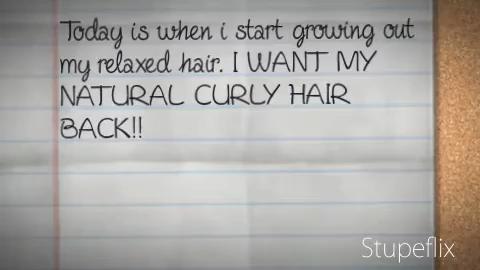 Today is when i start growing out
my relaxed hair. I WANT MY
NATURAL CURLY HAIR
BACK!!
Stupeflix